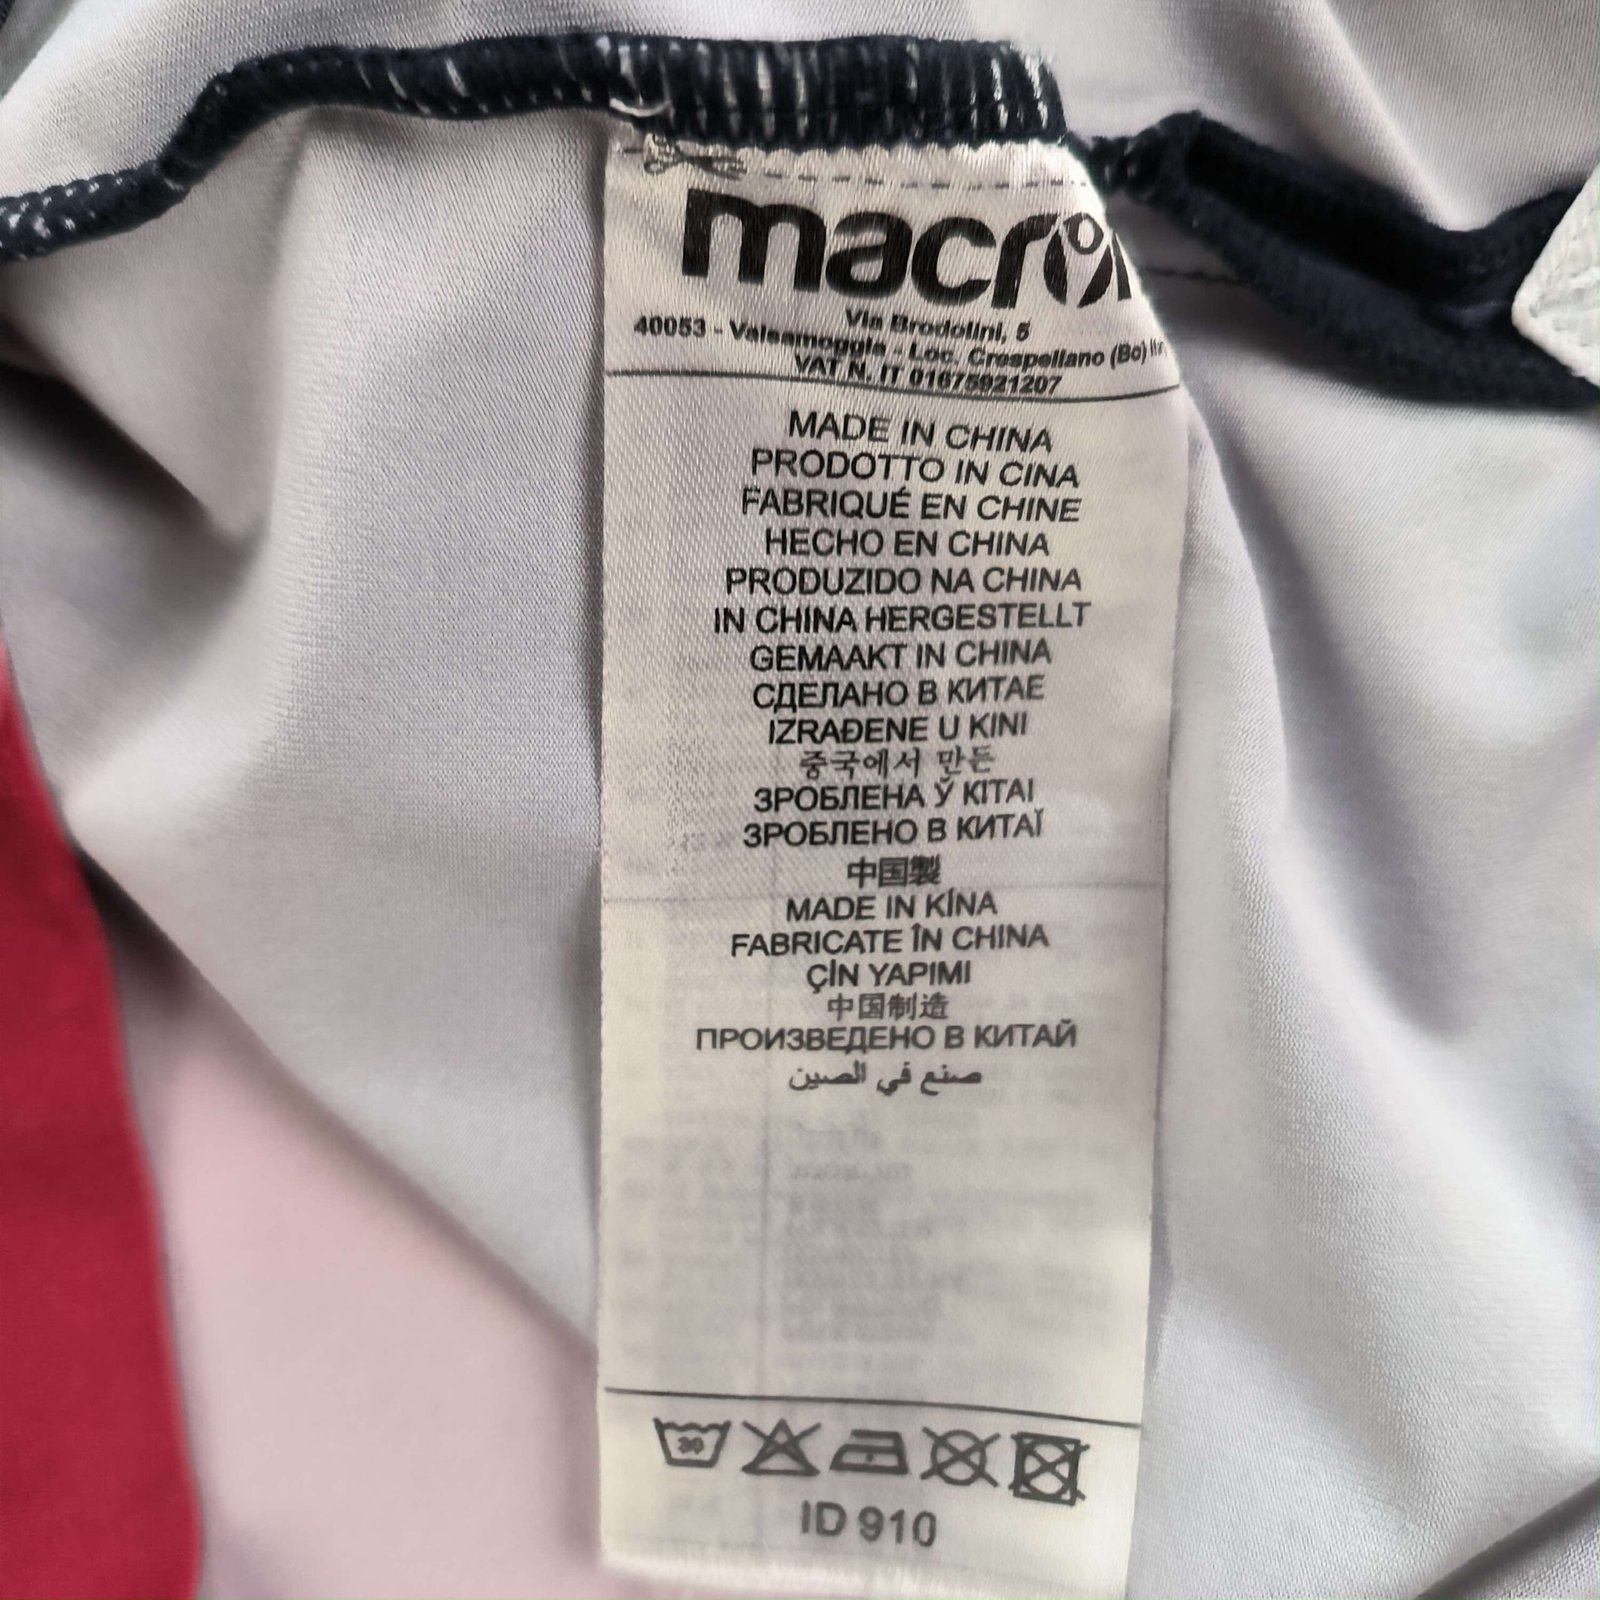 macron
Via Brodolini, 5
40053 - Valsamoggia - Loc. Crespellano (Bo) Italy
VAT N. IT 01675921207
MADE IN CHINA
PRODOTTO IN CINA
FABRIQUÉ EN CHINE
HECHO EN CHINA
PRODUZIDO NA CHINA
IN CHINA HERGESTELLT
GEMAAKT IN CHINA
СДЕЛАНО В КИТАЕ
IZRAĐENE U KINI
중국에서 만든
ЗРОБЛЕНА Ў КІТАІ
ЗРОБЛЕНО В КИТАЇ
中国製
MADE IN KÍNA
FABRICATE ÎN CHINA
ÇİN YAPIMI
中国制造
ПРОИЗВЕДЕНО В КИТАЙ
صنع في الصين
30
ID 910